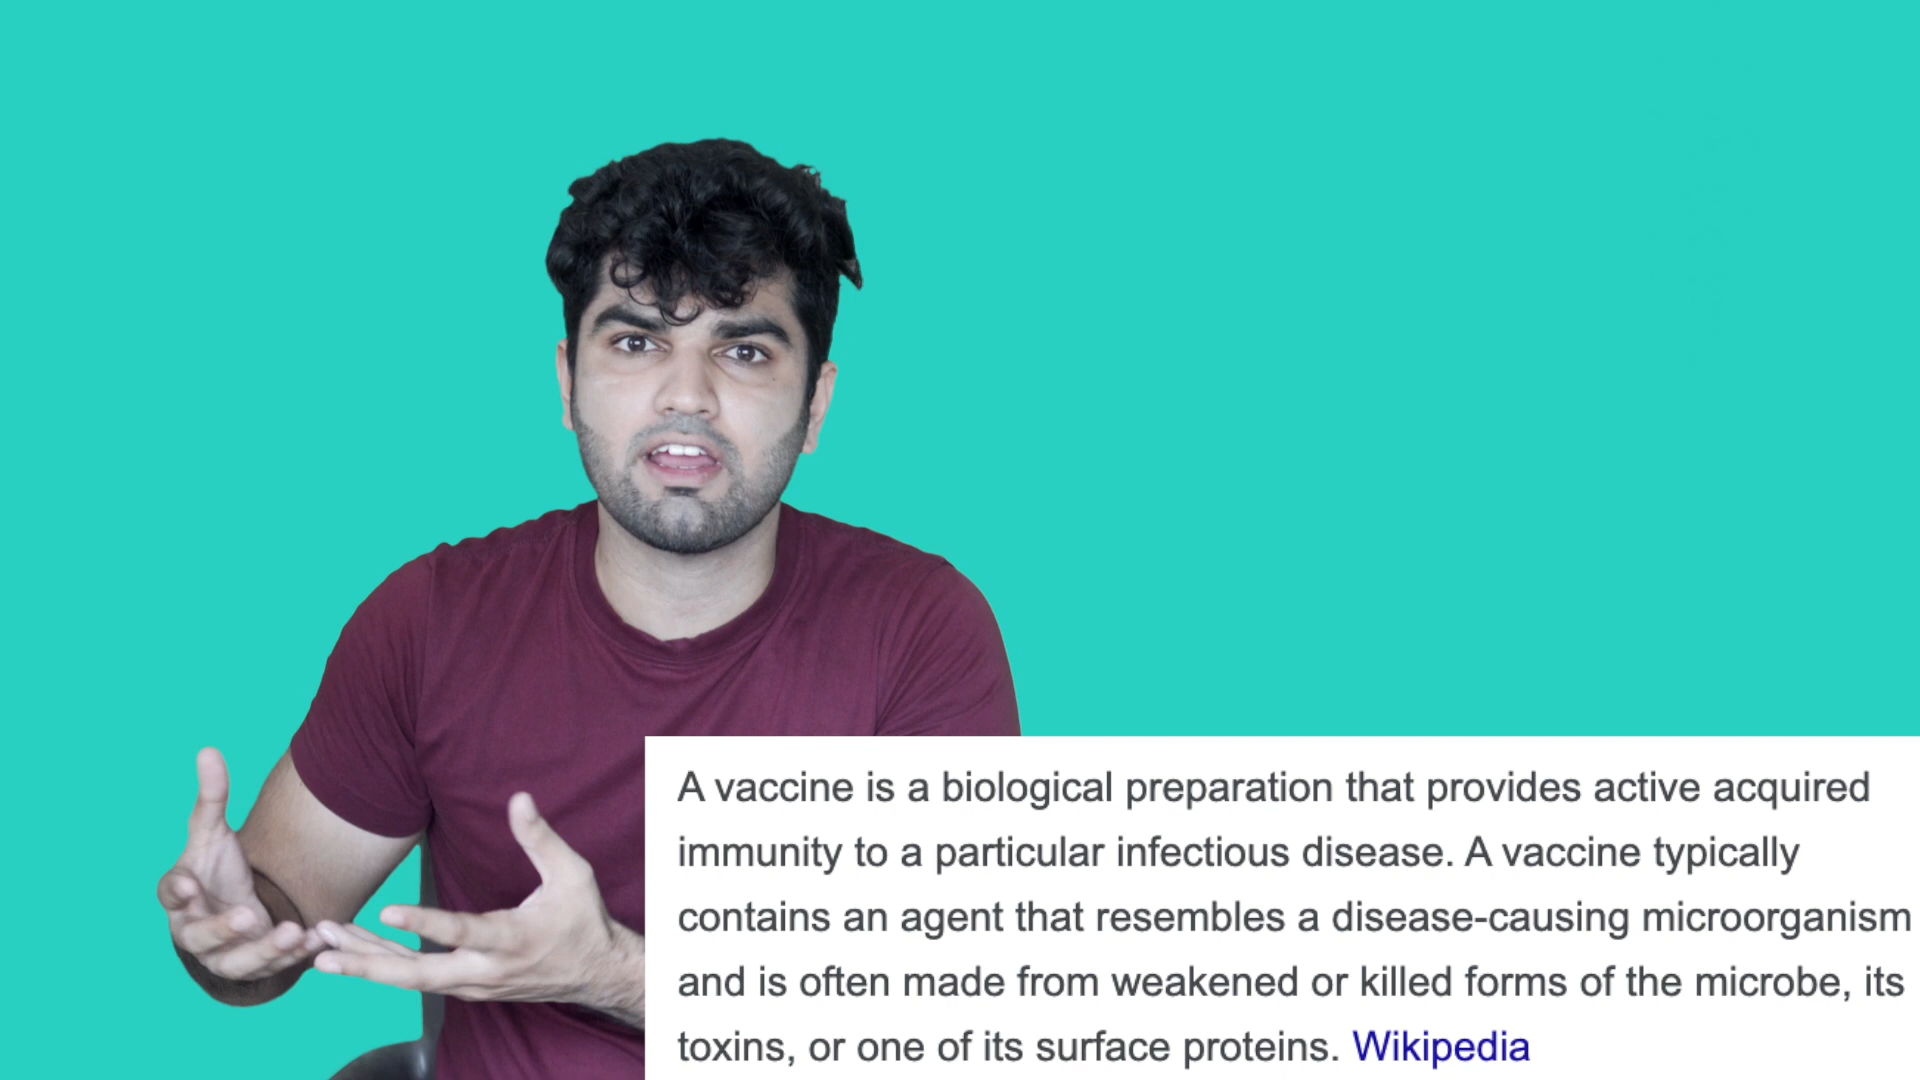 A vaccine is a biological preparation that provides active acquired
immunity to a particular infectious disease. A vaccine typically
contains an agent that resembles a disease-causing microorganism
and is often made from weakened or killed forms of the microbe, its
toxins, or one of its surface proteins. Wikipedia